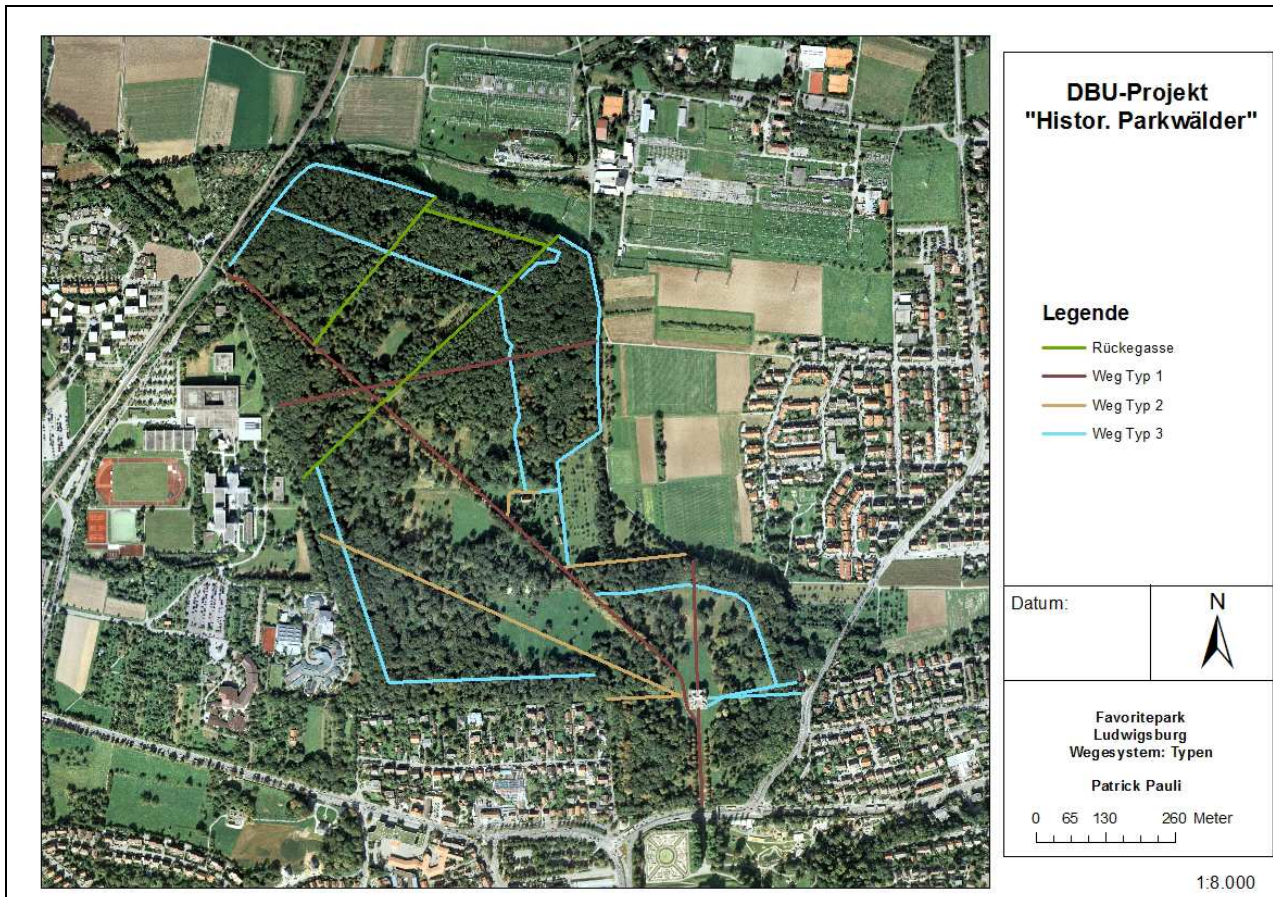 DBU-Projekt
"Histor. Parkwälder"
Legende
Rückegasse
Weg Typ 1
Weg Typ 2
Weg Typ 3
Datum:
N
Favoritepark
Ludwigsburg
Wegesystem: Typen
Patrick Pauli
0 65 130 260 Meter
1:8.000